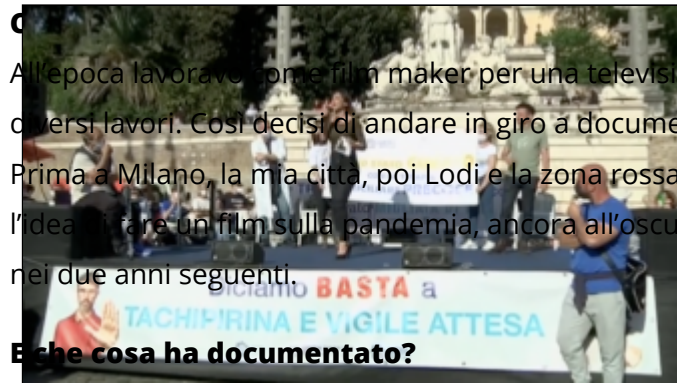 All’epoca lavoravo come film maker per una televisi
diversi lavori. Così decisi di andare in giro a docume
Prima a Milano, la mia città, poi Lodi e la zona rossa
l’idea di fare un film sulla pandemia, ancora all’oscu
nei due anni seguenti.
Diciamo BASTA a
TACHIPIRINA E VIGILE ATTESA
E che cosa ha documentato?